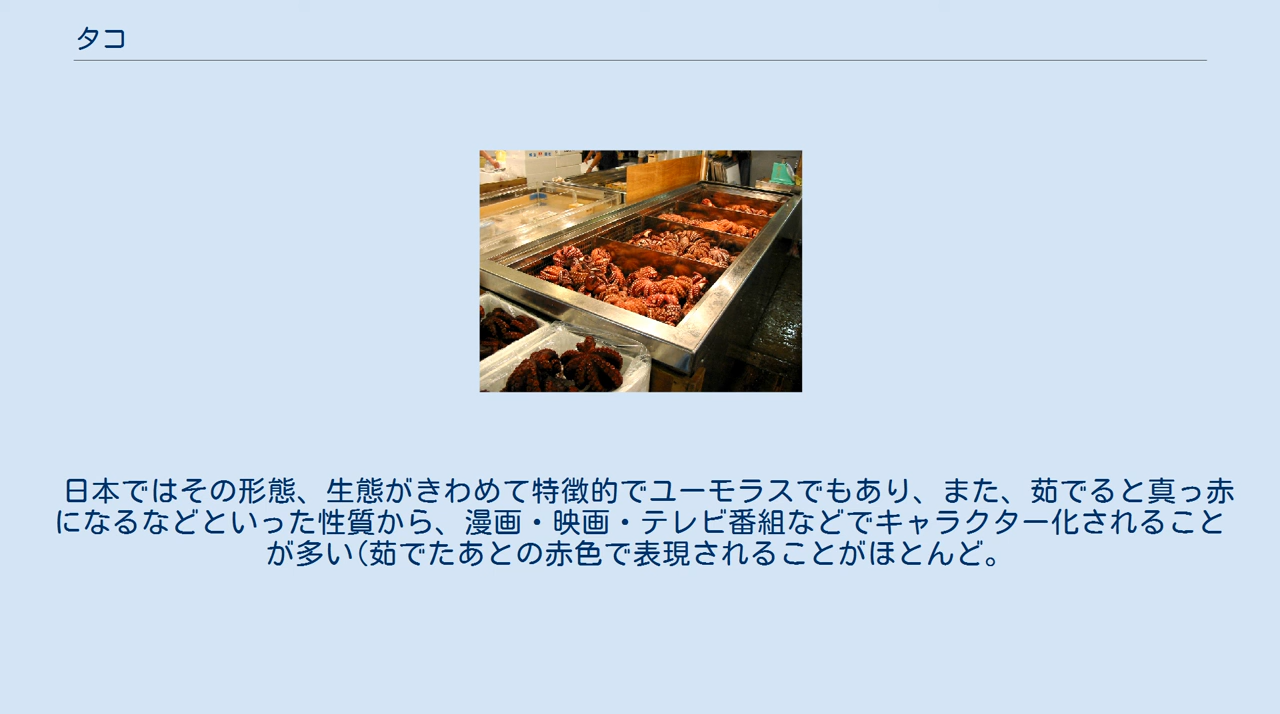 タコ
日本ではその形態、生態がきわめて特徴的でユーモラスでもあり、また、茹でると真っ赤
になるなどといった性質から、漫画・映画・テレビ番組などでキャラクター化されること
が多い(茹でたあとの赤色で表現されることがほとんど。